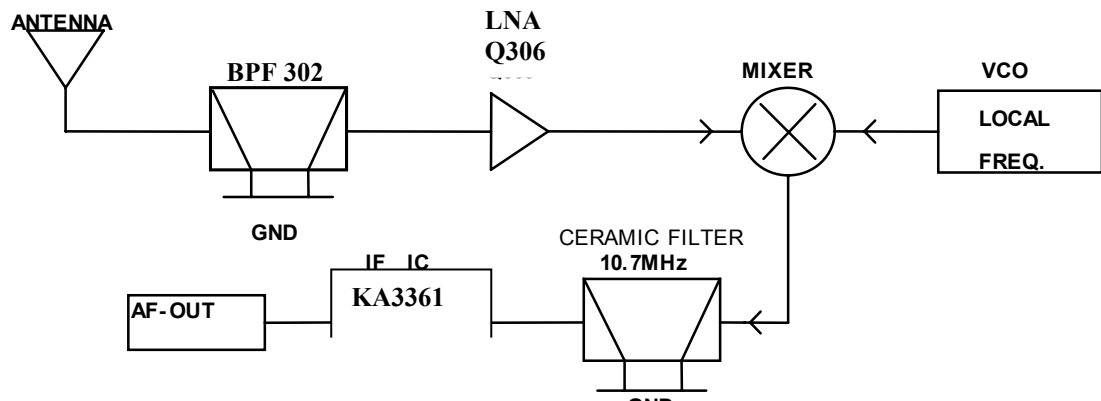 ANTENNA
LNA
Q306
BPF 302
MIXER
VCO
LOCAL
FREQ.
GND
CERAMIC FILTER
10.7MHz
IF IC
KA3361
AF-OUT